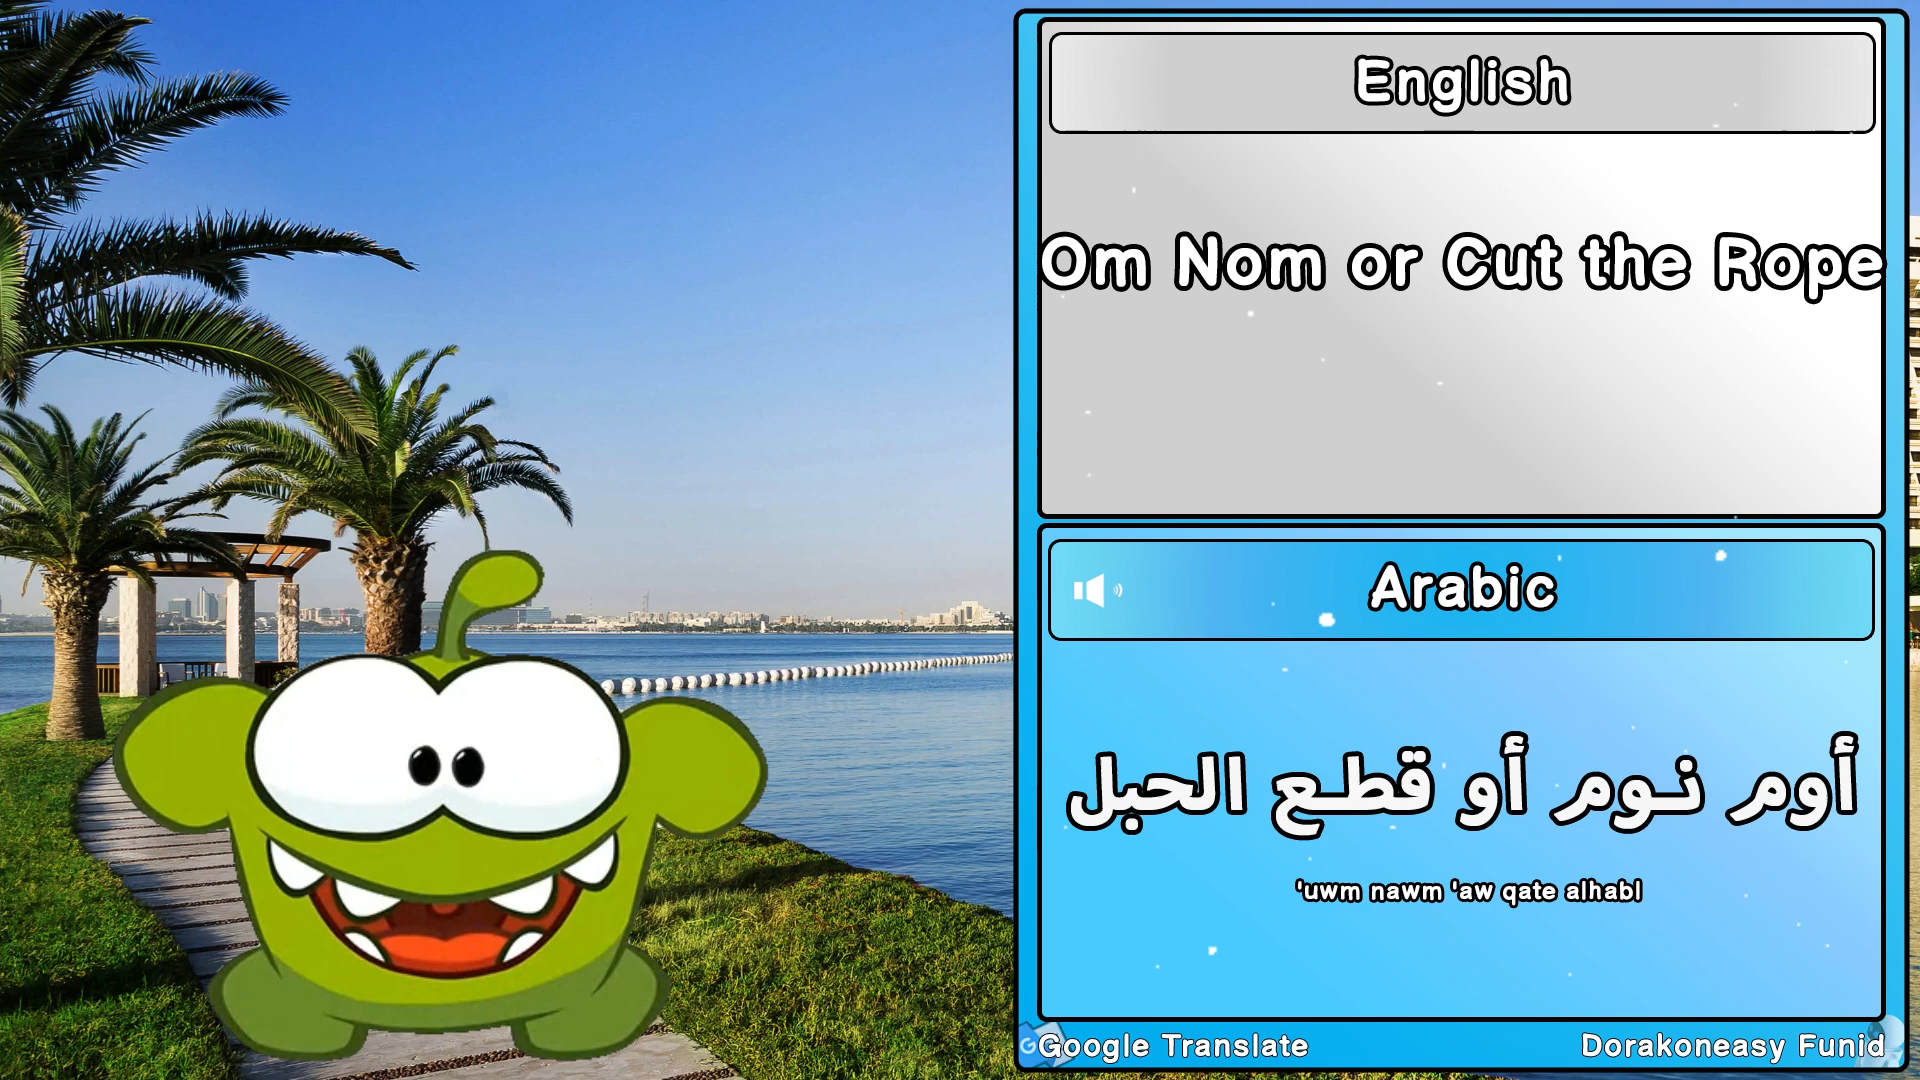 English
Om Nom or Cut the Rope
Arabic
أوم نوم أو قطع الحبل
'uwm nawm 'aw qate alhabl
Google Translate
Dorakoneasy Funid